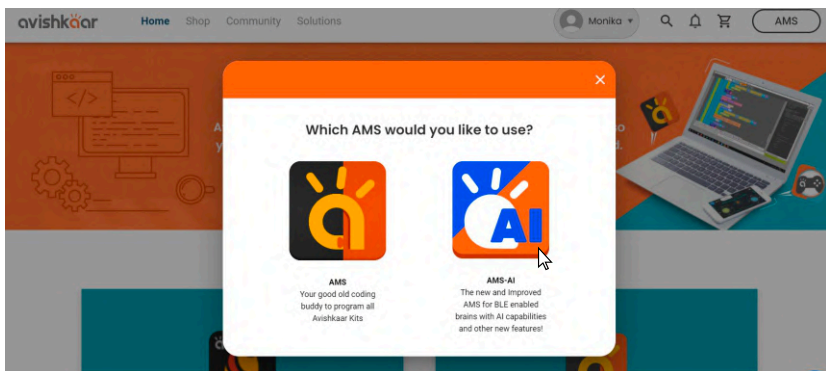 avishkaar
Home Shop Community Solutions
Monika
AMS
</>
Which AMS would you like to use?
AI
AMS
Your good old coding
buddy to program all
Avishkaar Kits
AMS-AI
The new and Improved
AMS for BLE enabled
brains with AI capabilities
and other new features!